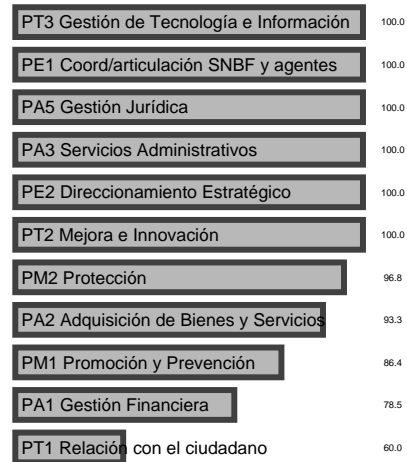 PT3 Gestión de Tecnología e Información 100.0
PE1 Coord/articulación SNBF y agentes 100.0
PA5 Gestión Jurídica 100.0
PA3 Servicios Administrativos 100.0
PE2 Direccionamiento Estratégico 100.0
PT2 Mejora e Innovación 100.0
PM2 Protección 96.8
PA2 Adquisición de Bienes y Servicios 93.3
PM1 Promoción y Prevención 86.4
PA1 Gestión Financiera 78.5
PT1 Relación con el ciudadano 60.0